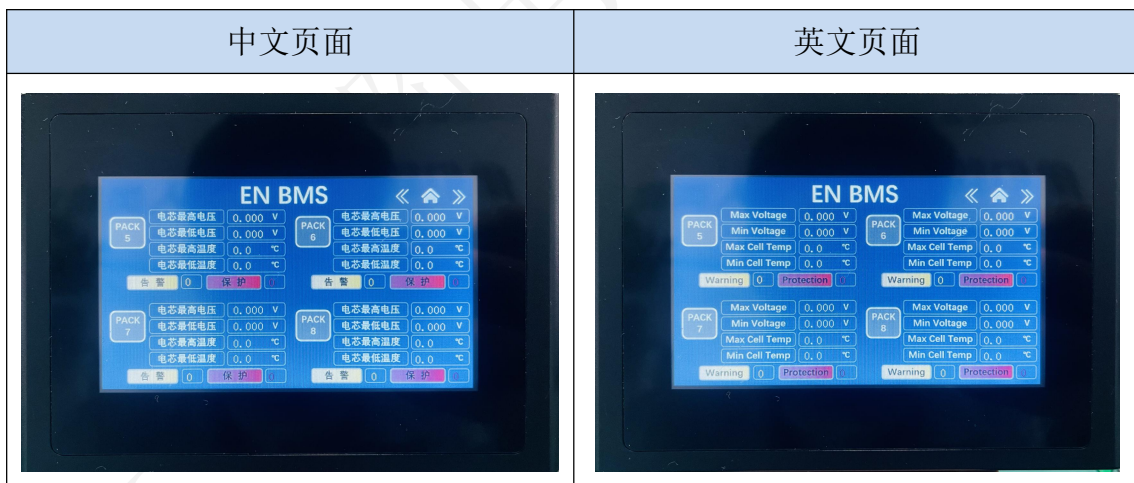 中文页面
英文页面
EN BMS
PACK 5
电芯最高电压 0.000 V
电芯最低电压 0.000 V
电芯最高温度 0.0 ℃
电芯最低温度 0.0 ℃
告警 0 保护 0
PACK 6
电芯最高电压 0.000 V
电芯最低电压 0.000 V
电芯最高温度 0.0 ℃
电芯最低温度 0.0 ℃
告警 0 保护 0
PACK 7
电芯最高电压 0.000 V
电芯最低电压 0.000 V
电芯最高温度 0.0 ℃
电芯最低温度 0.0 ℃
告警 0 保护 0
PACK 8
电芯最高电压 0.000 V
电芯最低电压 0.000 V
电芯最高温度 0.0 ℃
电芯最低温度 0.0 ℃
告警 0 保护
EN BMS
PACK 5
Max Voltage 0.000 V
Min Voltage 0.000 V
Max Cell Temp 0.0 ℃
Min Cell Temp 0.0 ℃
Warning 0 Protection 0
PACK 6
Max Voltage 0.000 V
Min Voltage 0.000 V
Max Cell Temp 0.0 ℃
Min Cell Temp 0.0 ℃
Warning 0 Protection
PACK 7
Max Voltage 0.000 V
Min Voltage 0.000 V
Max Cell Temp 0.0 ℃
Min Cell Temp 0.0 ℃
Warning 0 Protection 0
PACK 8
Max Voltage 0.000 V
Min Voltage 0.000 V
Max Cell Temp 0.0 ℃
Min Cell Temp 0.0 ℃
Warning 0 Protection